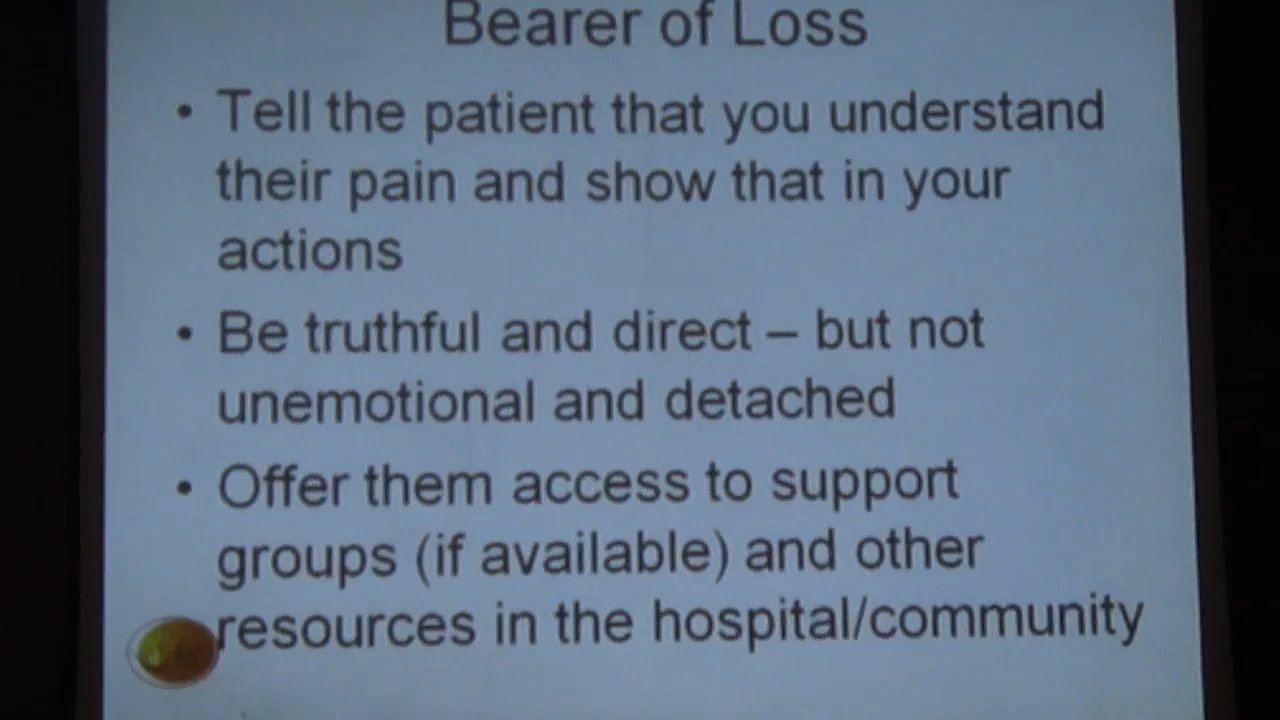 Bearer of Loss
• Tell the patient that you understand
their pain and show that in your
actions
• Be truthful and direct – but not
unemotional and detached
• Offer them access to support
groups (if available) and other
resources in the hospital/community